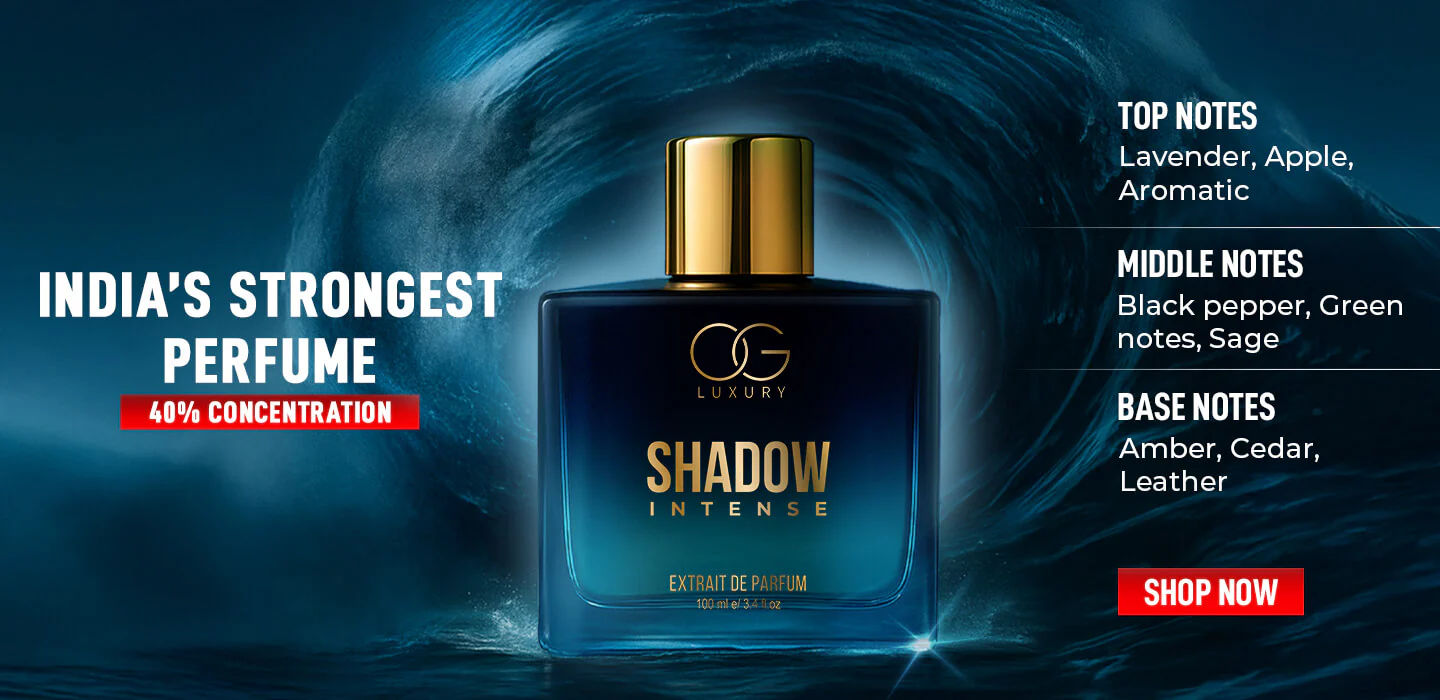 INDIA'S STRONGEST
PERFUME
40% CONCENTRATION
OG
LUXURY
SHADOW
INTENSE
EXTRAIT DE PARFUM
100 ml e/ 3.4 fl oz
TOP NOTES
Lavender, Apple,
Aromatic
MIDDLE NOTES
Black pepper, Green
notes, Sage
BASE NOTES
Amber, Cedar,
Leather
SHOP NOW